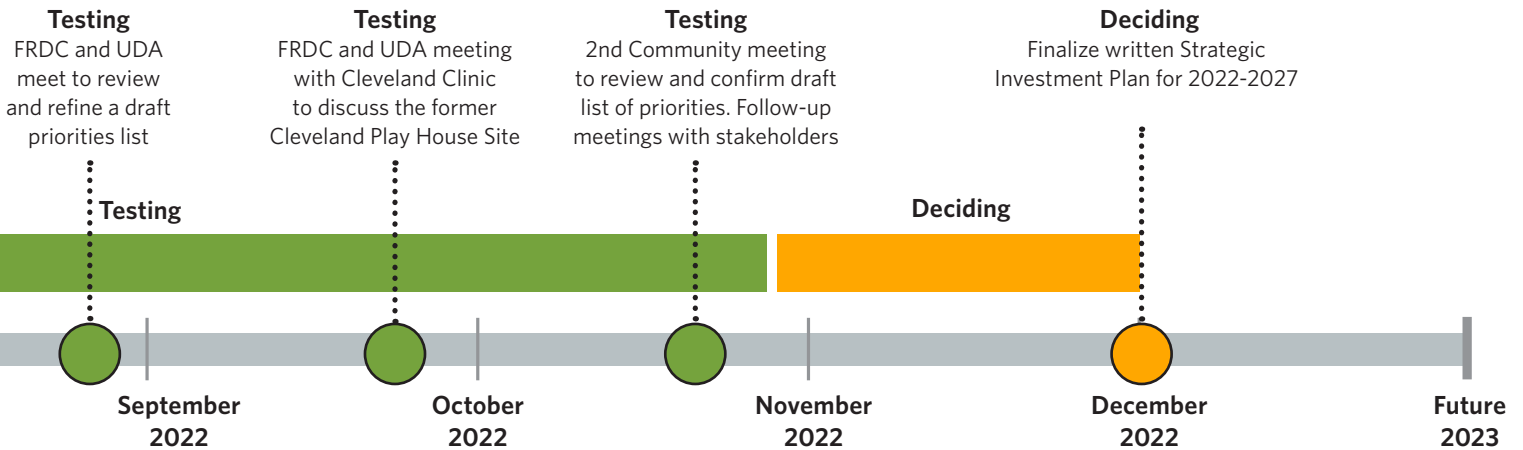 Testing
FRDC and UDA
meet to review
and refine a draft
priorities list
Testing
FRDC and UDA meeting
with Cleveland Clinic
to discuss the former
Cleveland Play House Site
Testing
2nd Community meeting
to review and confirm draft
list of priorities. Follow-up
meetings with stakeholders
Deciding
Finalize written Strategic
Investment Plan for 2022-2027
Testing
Deciding
September
2022
October
2022
November
2022
December
2022
Future
2023